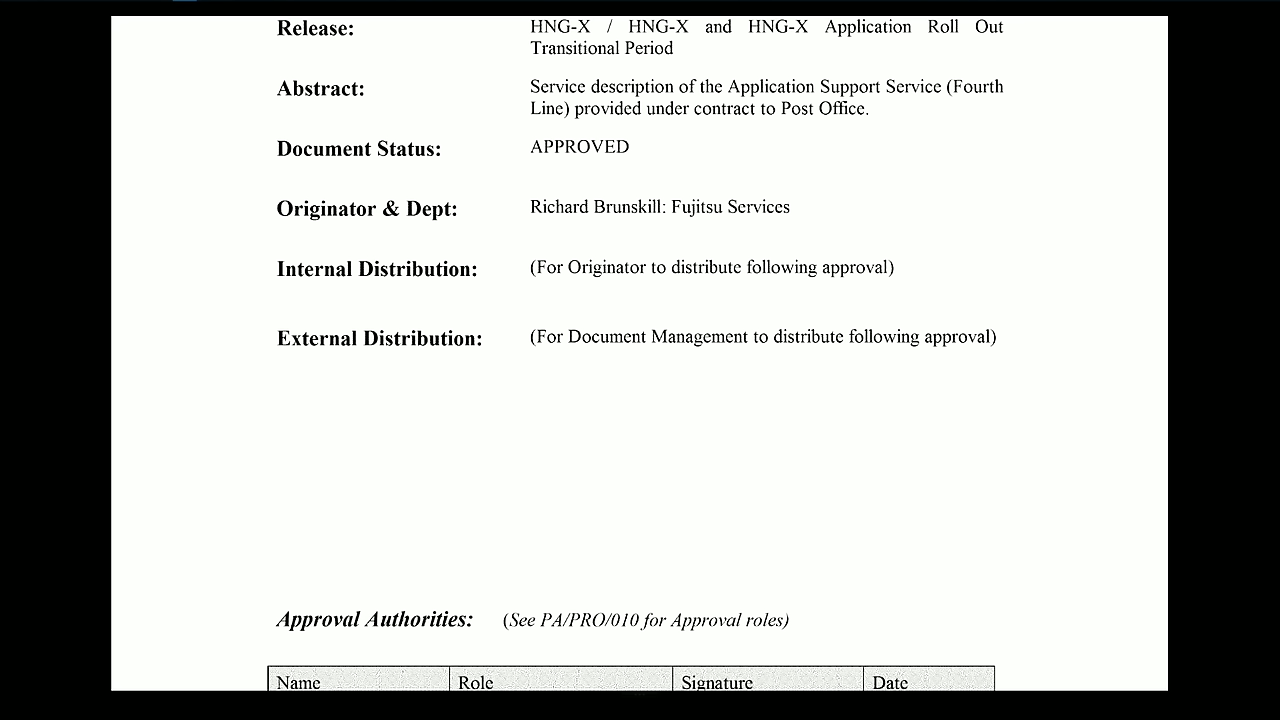 Release: HNG-X / HNG-X and HNG-X Application Roll Out
Transitional Period
Abstract: Service description of the Application Support Service (Fourth
Line) provided under contract to Post Office.
Document Status: APPROVED
Originator & Dept: Richard Brunskill: Fujitsu Services
Internal Distribution: (For Originator to distribute following approval)
External Distribution: (For Document Management to distribute following approval)
Approval Authorities: (See PA/PRO/010 for Approval roles)
Name Role Signature Date